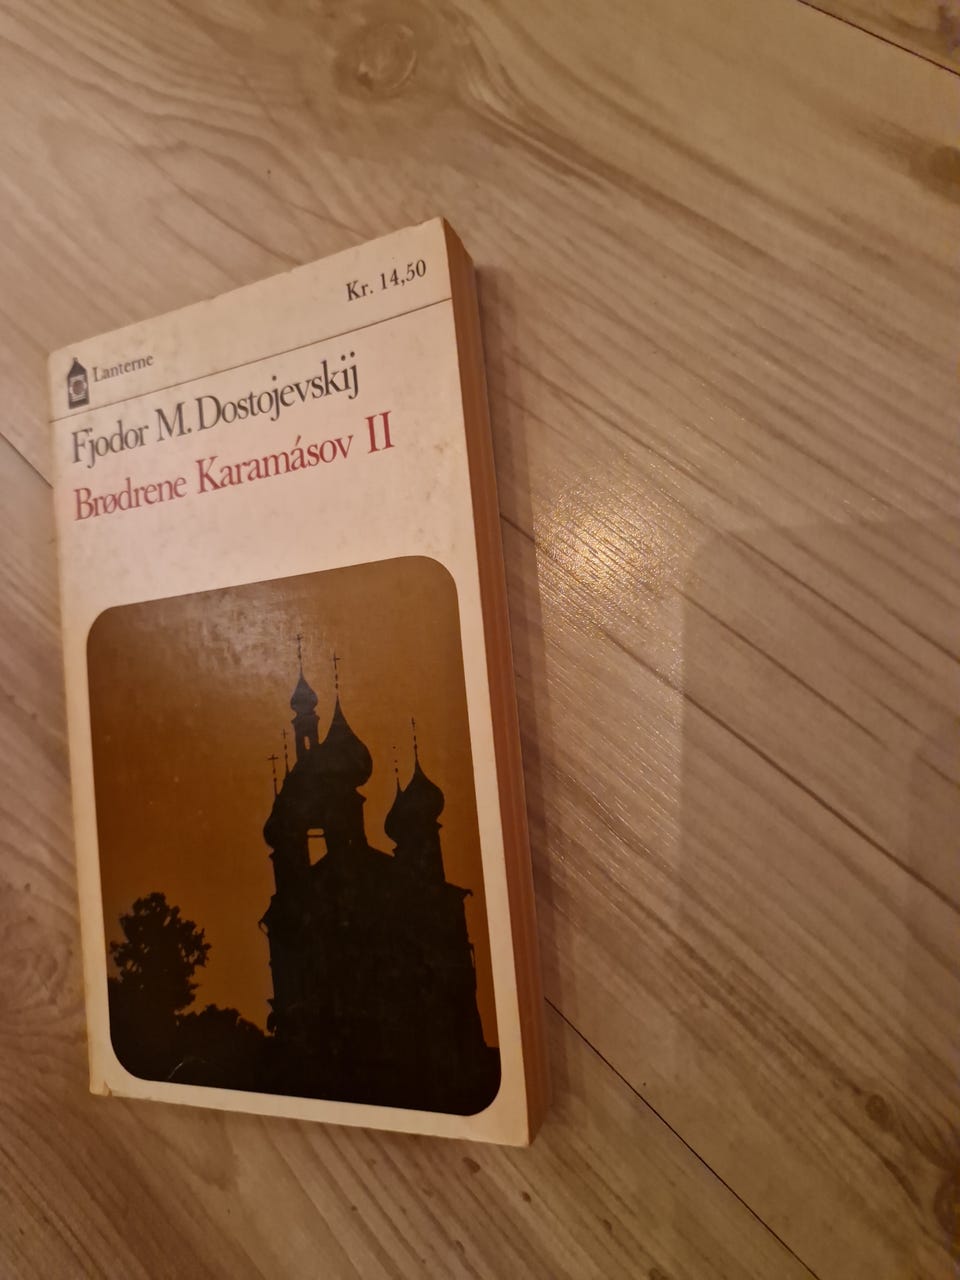 Kr. 14,50
Lanterne
Fjodor M. Dostojevskij
Brødrene Karamásov II